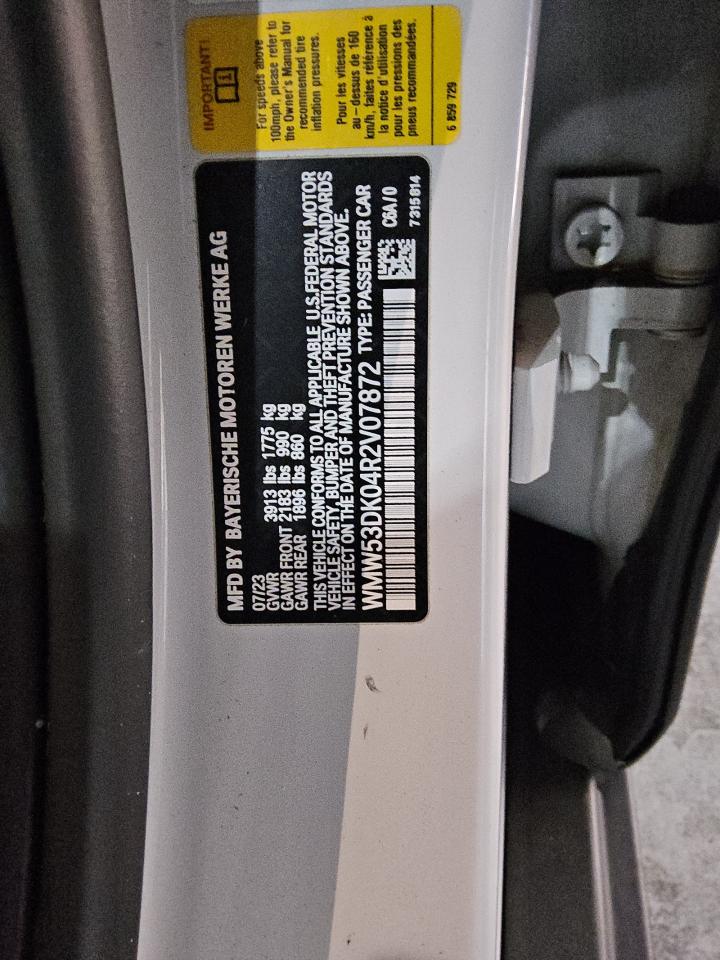 MFD BY BAYERISCHE MOTOREN WERKE AG
07/23
GVWR 3913 lbs 1775 kg
GAWR FRONT 2183 lbs 990 kg
GAWR REAR 1896 lbs 860 kg
THIS VEHICLE CONFORMS TO ALL APPLICABLE U.S. FEDERAL MOTOR
VEHICLE SAFETY, BUMPER AND THEFT PREVENTION STANDARDS
IN EFFECT ON THE DATE OF MANUFACTURE SHOWN ABOVE.
WMW53DK04R2V07872 TYPE: PASSENGER CAR
C6A/0
7315814
IMPORTANT!
For speeds above
100mph, please refer to
the Owner's Manual for
recommended tire
inflation pressures.
Pour les vitesses
au - dessus de 160
km/h, faites référence à
la notice d'utilisation
pour les pressions des
pneus recommandées.
6 859 729